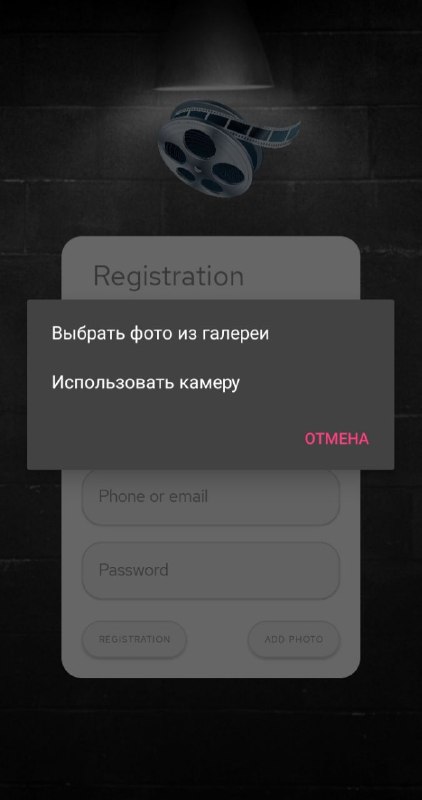 Registration
Выбрать фото из галереи
Использовать камеру
ОТМЕНА
Phone or email
Password
REGISTRATION
ADD PHOTO